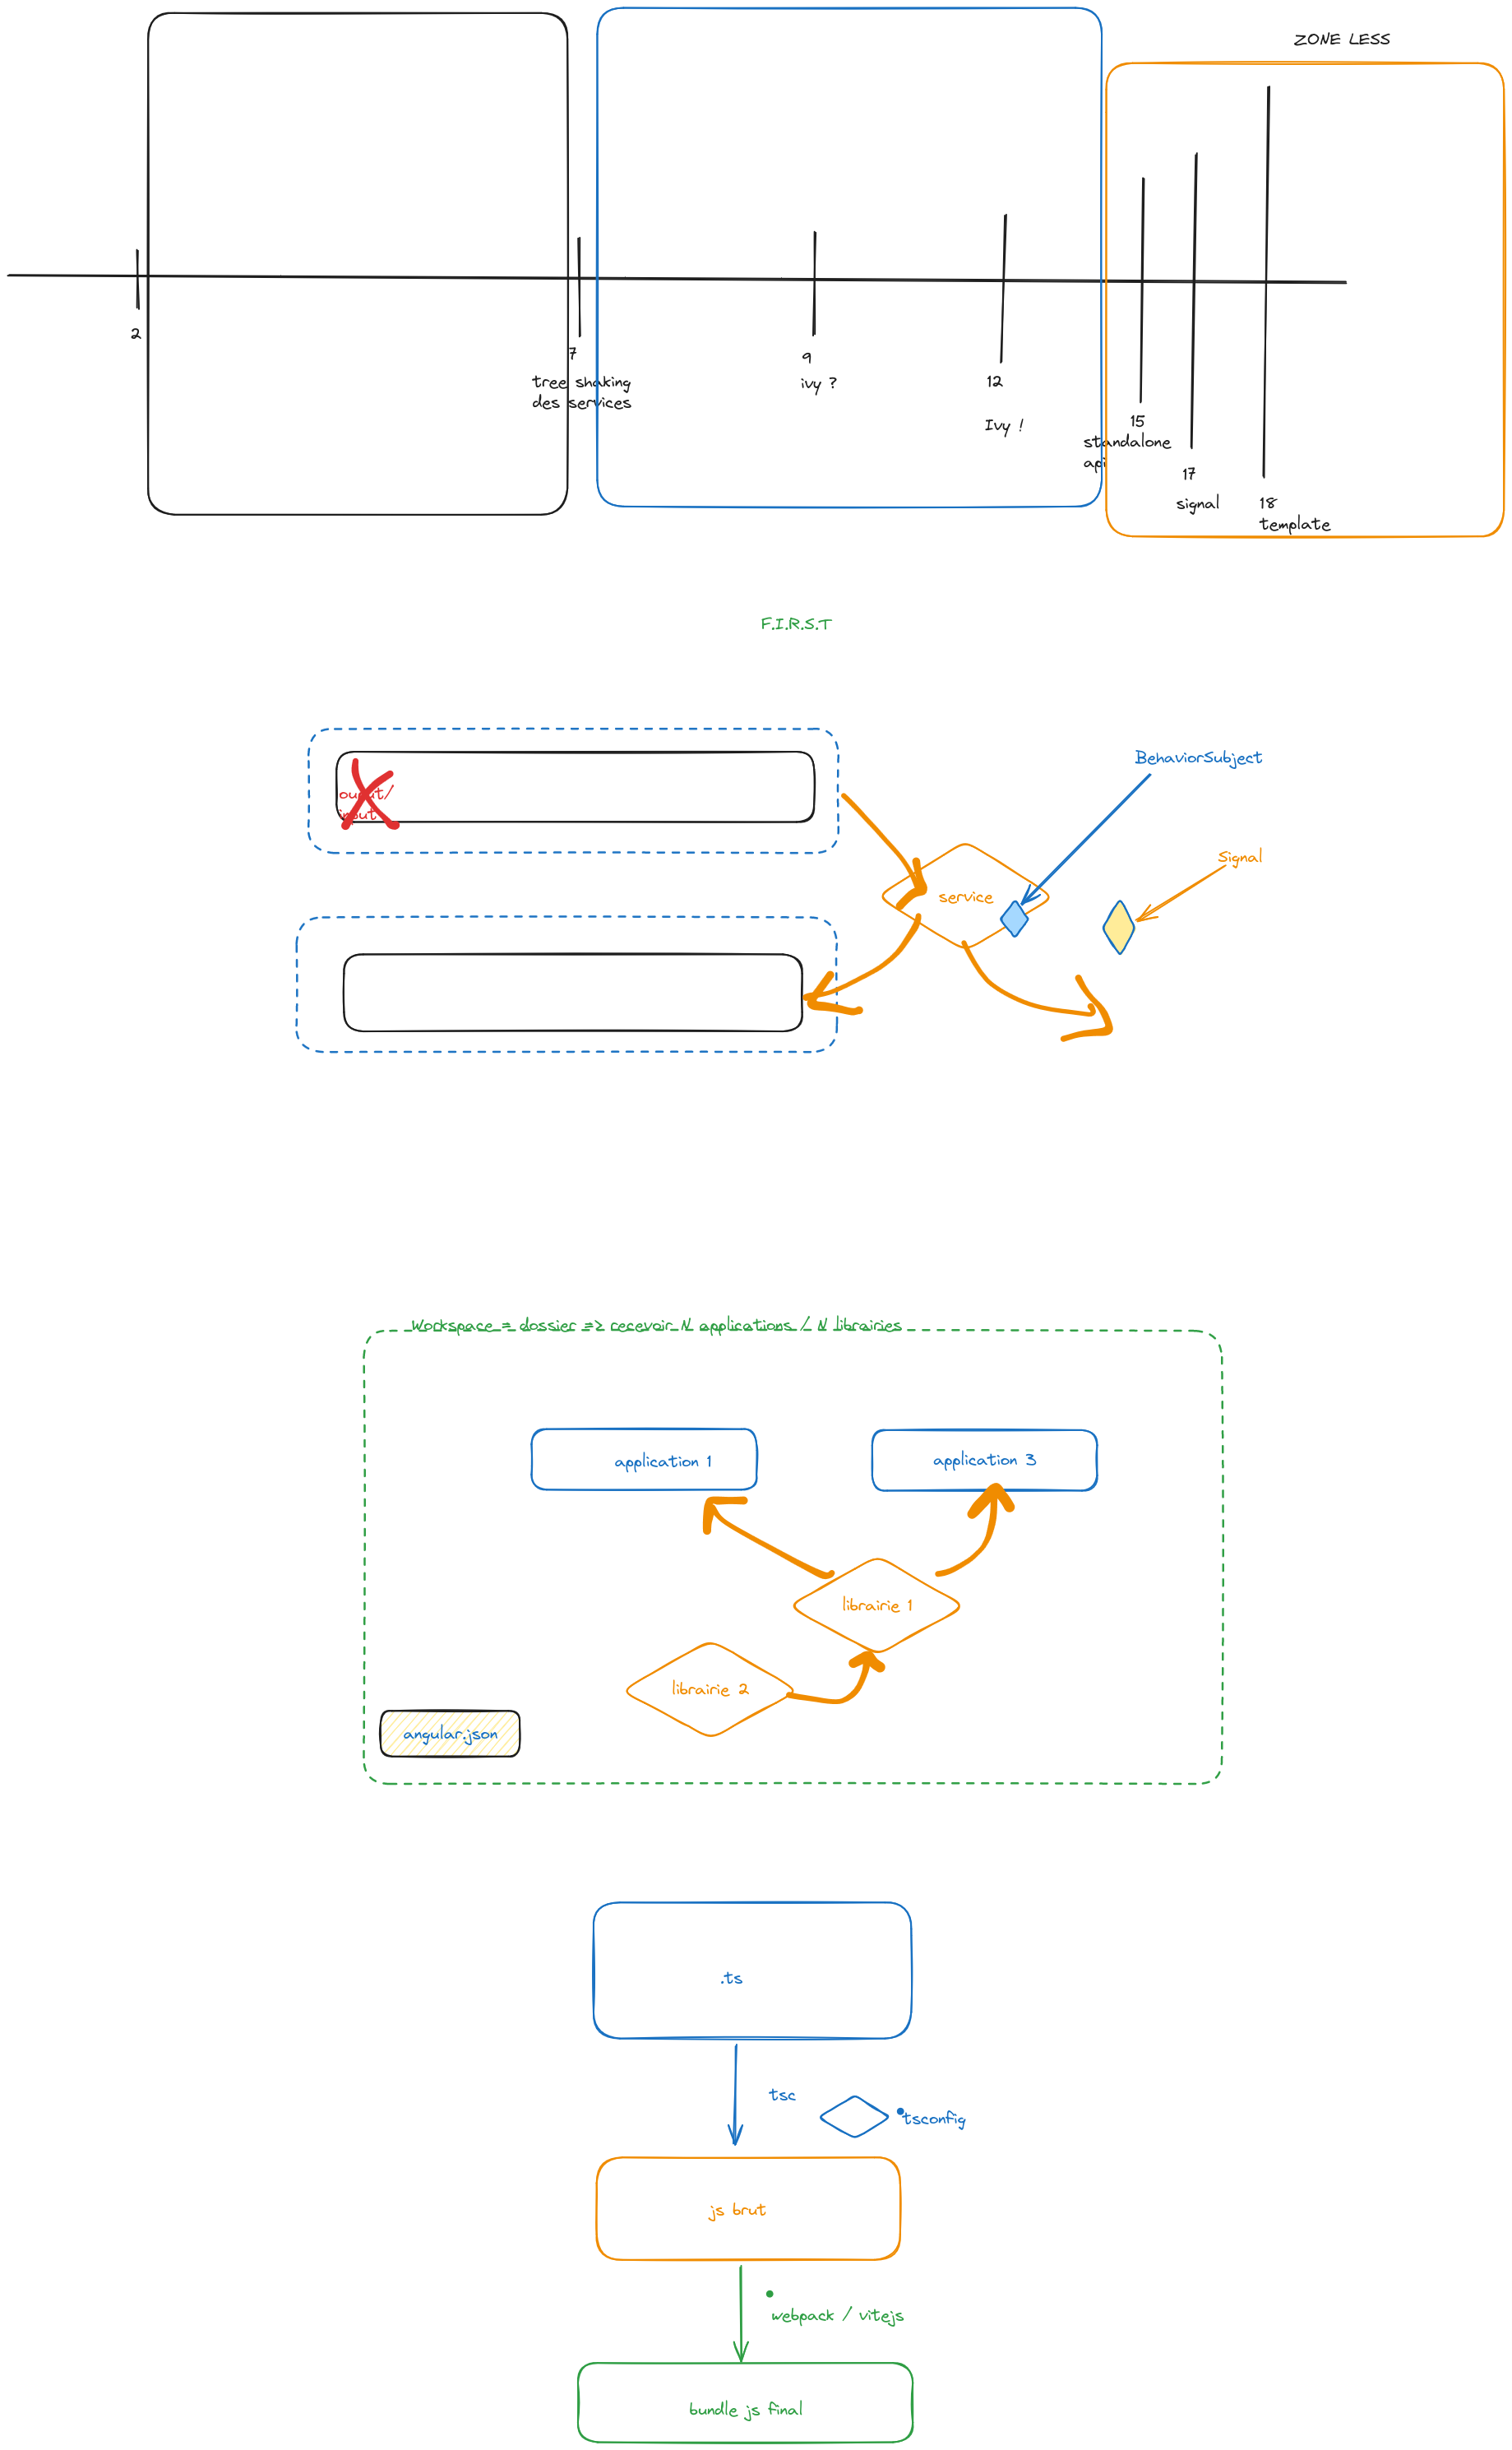 ZONE LESS
2
7
tree shaking
des services
9
ivy ?
12
Ivy !
15
standalone
api
17
signal
18
template
F.I.R.S.T
BehaviorSubject
ouput/
input
Signal
service
Workspace = dossier => recevoir N applications / N librairies
application 1
application 3
librairie 1
librairie 2
angular.json
.ts
tsc
tsconfig
js brut
webpack / vitejs
bundle js final